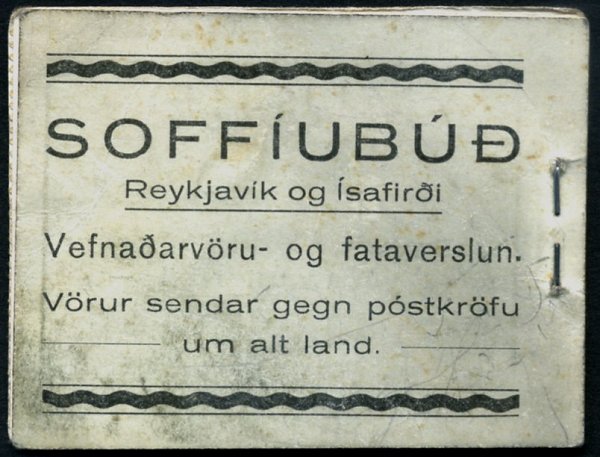 SOFFÍUBÚÐ
Reykjavík og Ísafirði
Vefnaðarvöru- og fataverslun.
Vörur sendar gegn póstkröfu
um alt land.